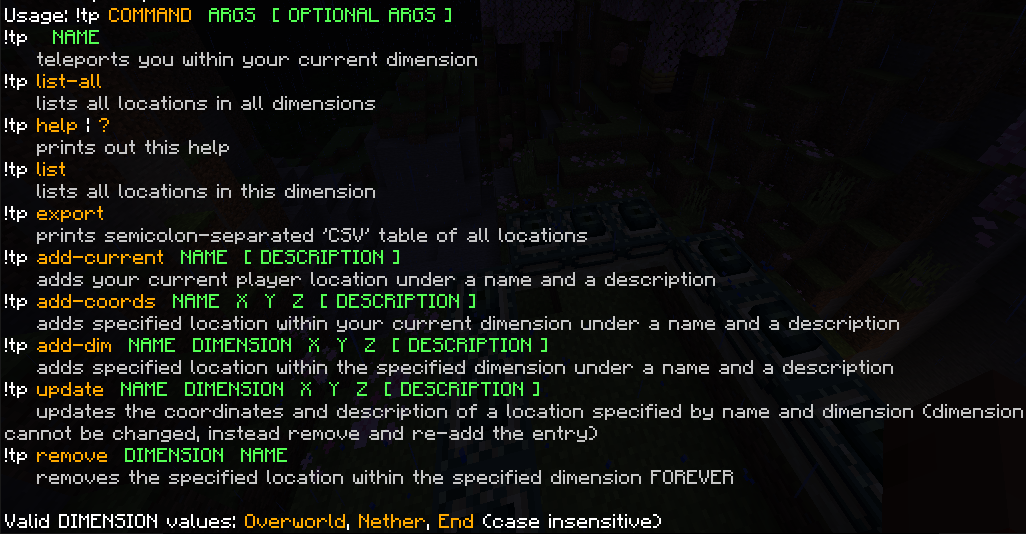 Usage: !tp COMMAND ARGS [ OPTIONAL ARGS ]
!tp NAME
teleports you within your current dimension
!tp list-all
lists all locations in all dimensions
!tp help | ?
prints out this help
!tp list
lists all locations in this dimension
!tp export
prints semicolon-separated 'CSV' table of all locations
!tp add-current NAME [ DESCRIPTION ]
adds your current player location under a name and a description
!tp add-coords NAME X Y Z [ DESCRIPTION ]
adds specified location within your current dimension under a name and a description
!tp add-dim NAME DIMENSION X Y Z [ DESCRIPTION ]
adds specified location within the specified dimension under a name and a description
!tp update NAME DIMENSION X Y Z [ DESCRIPTION ]
updates the coordinates and description of a location specified by name and dimension (dimension
cannot be changed, instead remove and re-add the entry)
!tp remove DIMENSION NAME
removes the specified location within the specified dimension FOREVER
Valid DIMENSION values: Overworld, Nether, End (case insensitive)